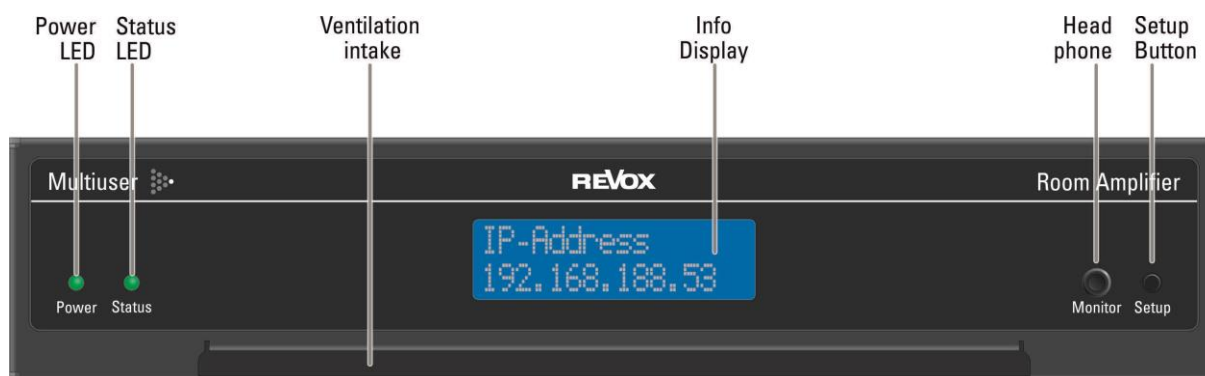 Power LED
Status LED
Ventilation intake
Info Display
Head phone
Setup Button
Multiuser
REVOX
Room Amplifier
IP-Address
192.168.188.53
Power
Status
Monitor
Setup